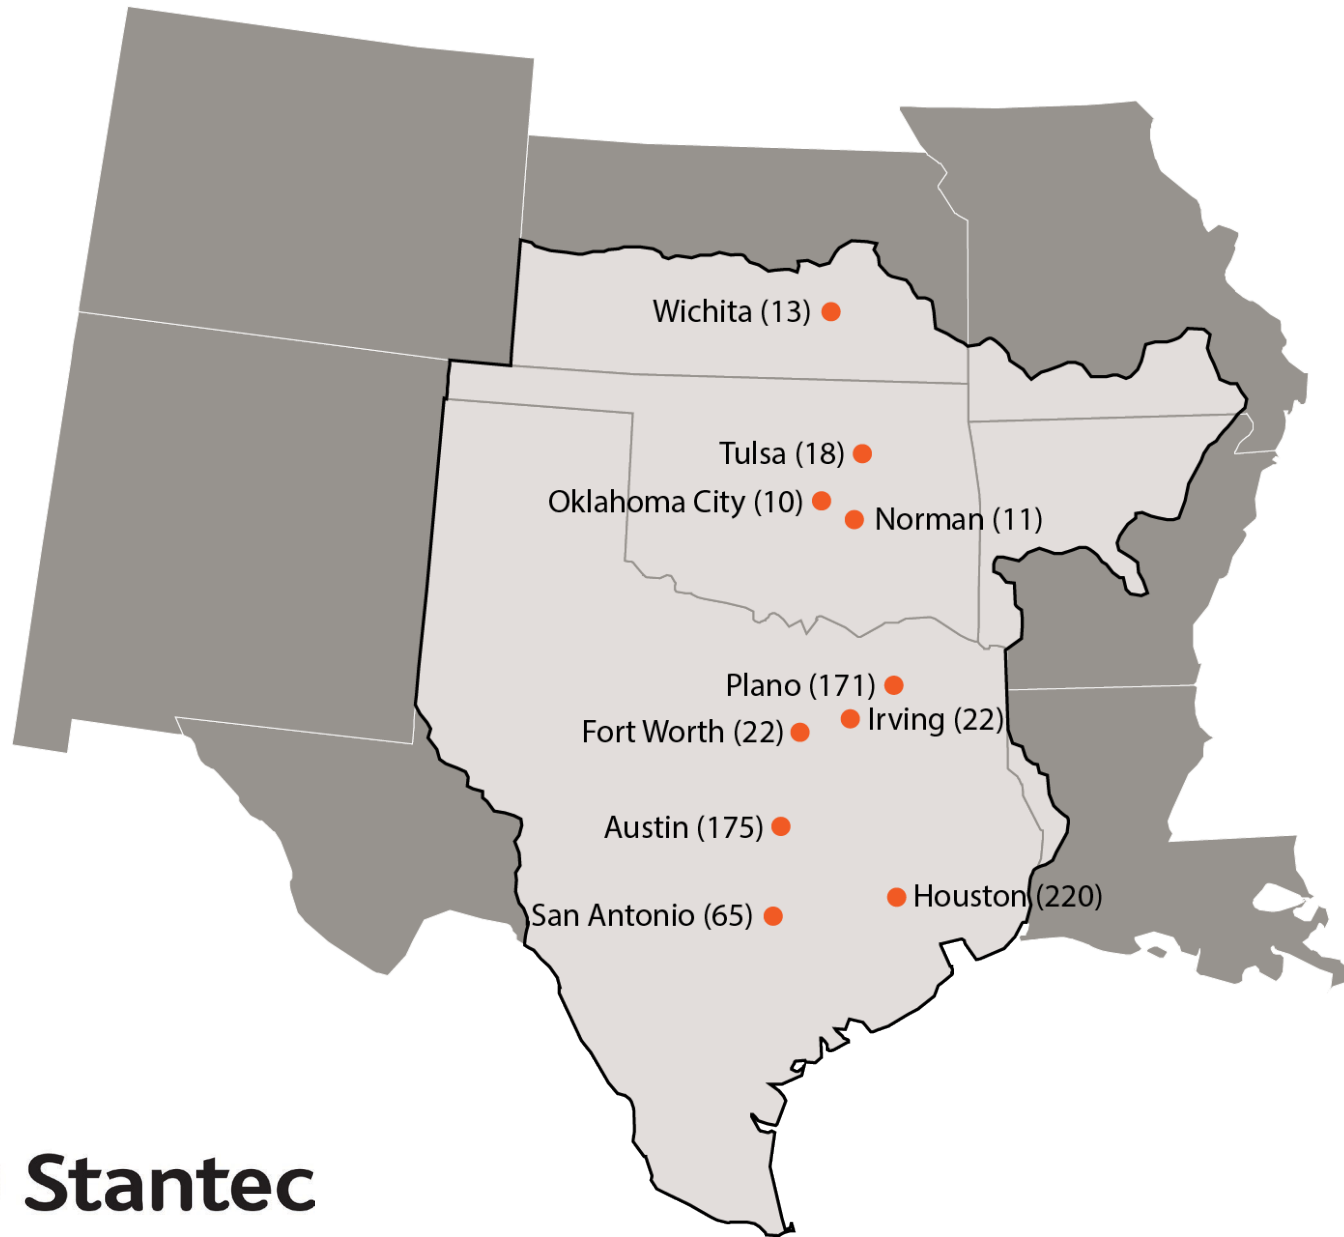 Wichita (13)
Tulsa (18)
Oklahoma City (10)
Norman (11)
Plano (171)
Irving (22)
Fort Worth (22)
Austin (175)
Houston (220)
San Antonio (65)
Stantec